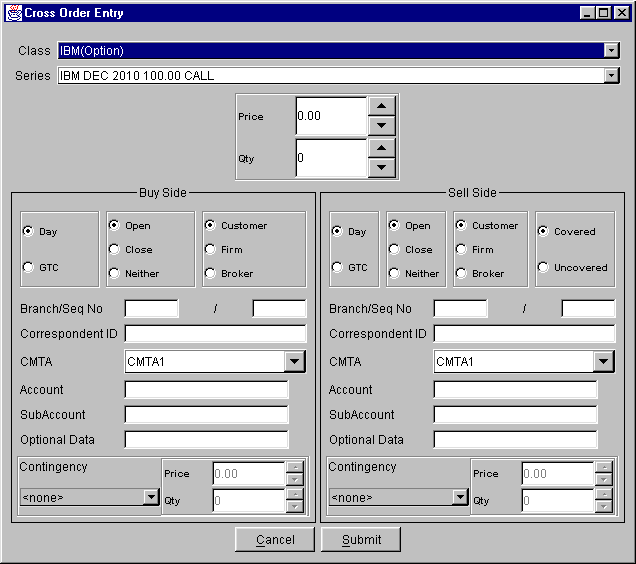 Cross Order Entry
Class IBM(Option)
Series IBM DEC 2010 100.00 CALL
Price 0.00
Qty 0
Buy Side
Day
GTC
Open
Close
Neither
Customer
Firm
Broker
Branch/Seq No /
Correspondent ID
CMTA CMTA1
Account
SubAccount
Optional Data
Contingency
<none>
Price 0.00
Qty 0
Sell Side
Day
GTC
Open
Close
Neither
Customer
Firm
Broker
Covered
Uncovered
Branch/Seq No /
Correspondent ID
CMTA CMTA1
Account
SubAccount
Optional Data
Contingency
<none>
Price 0.00
Qty 0
Cancel Submit